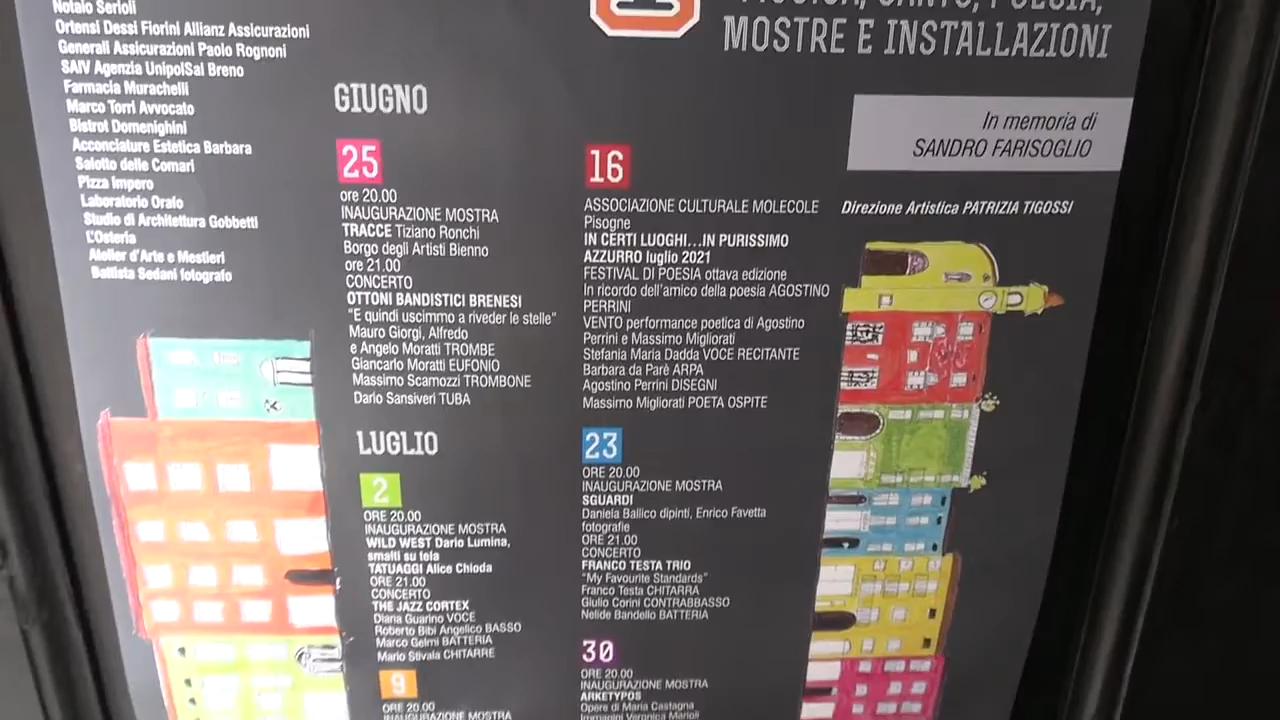 Notaio Serioli
Ortensi Dessi Fiorini Allianz Assicurazioni
Generali Assicurazioni Paolo Rognoni
SAIV Agenzia UnipolSai Breno
Farmacia Murachelli
Marco Torri Avvocato
Bistrot Domenighini
Acconciature Estetica Barbara
Salotto delle Comari
Pizza Impero
Laboratorio Orafo
Studio di Architettura Gobbetti
L'Osteria
Atelier d'Arte e Mestieri
Battista Sedani fotografo
GIUGNO
25
ore 20.00
INAUGURAZIONE MOSTRA
TRACCE Tiziano Ronchi
Borgo degli Artisti Bienno
ore 21.00
CONCERTO
OTTONI BANDISTICI BRENESI
"E quindi uscimmo a riveder le stelle"
Mauro Giorgi, Alfredo
e Angelo Moratti TROMBE
Giancarlo Moratti EUFONIO
Massimo Scamozzi TROMBONE
Dario Sansiveri TUBA
LUGLIO
2
ORE 20.00
INAUGURAZIONE MOSTRA
WILD WEST Dario Lumina,
smalti su tela
TATUAGGI Alice Chioda
ORE 21.00
CONCERTO
THE JAZZ CORTEX
Diana Guarino VOCE
Roberto Bibi Angelico BASSO
Marco Gelmi BATTERIA
Mario Stivala CHITARRE
9
ORE 20.00
INAUGURAZIONE MOSTRA
16
ASSOCIAZIONE CULTURALE MOLECOLE
Pisogne
IN CERTI LUOGHI...IN PURISSIMO
AZZURRO luglio 2021
FESTIVAL DI POESIA ottava edizione
In ricordo dell'amico della poesia AGOSTINO
PERRINI
VENTO performance poetica di Agostino
Perrini e Massimo Migliorati
Stefania Maria Dadda VOCE RECITANTE
Barbara da Parè ARPA
Agostino Perrini DISEGNI
Massimo Migliorati POETA OSPITE
23
ORE 20.00
INAUGURAZIONE MOSTRA
SGUARDI
Daniela Ballico dipinti, Enrico Favetta
fotografie
ORE 21.00
CONCERTO
FRANCO TESTA TRIO
"My Favourite Standards"
Franco Testa CHITARRA
Giulio Corini CONTRABBASSO
Nelide Bandello BATTERIA
30
ORE 20.00
INAUGURAZIONE MOSTRA
ARKETYPOS
Opere di Maria Castagna
Immagini Veronica Marioli
MUSICA, CANTO, POESIA,
MOSTRE E INSTALLAZIONI
In memoria di
SANDRO FARISOGLIO
Direzione Artistica PATRIZIA TIGOSSI